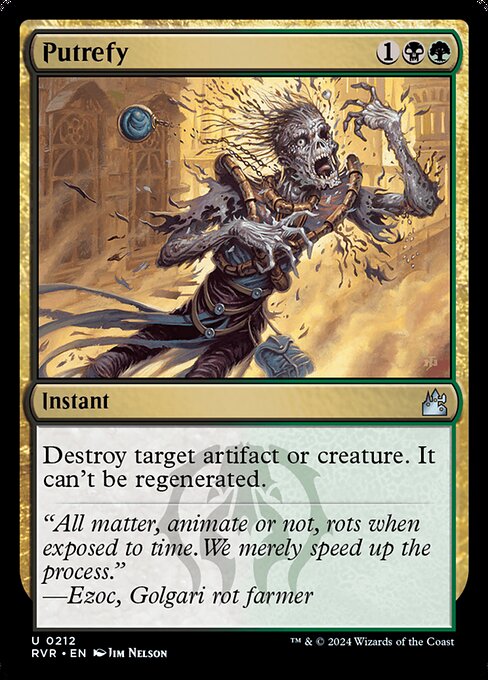 Putrefy 1
Instant
Destroy target artifact or creature. It
can't be regenerated.
“All matter, animate or not, rots when
exposed to time. We merely speed up the
process.”
—Ezoc, Golgari rot farmer
U 0212
RVR • EN Jim Nelson
™ & © 2024 Wizards of the Coast